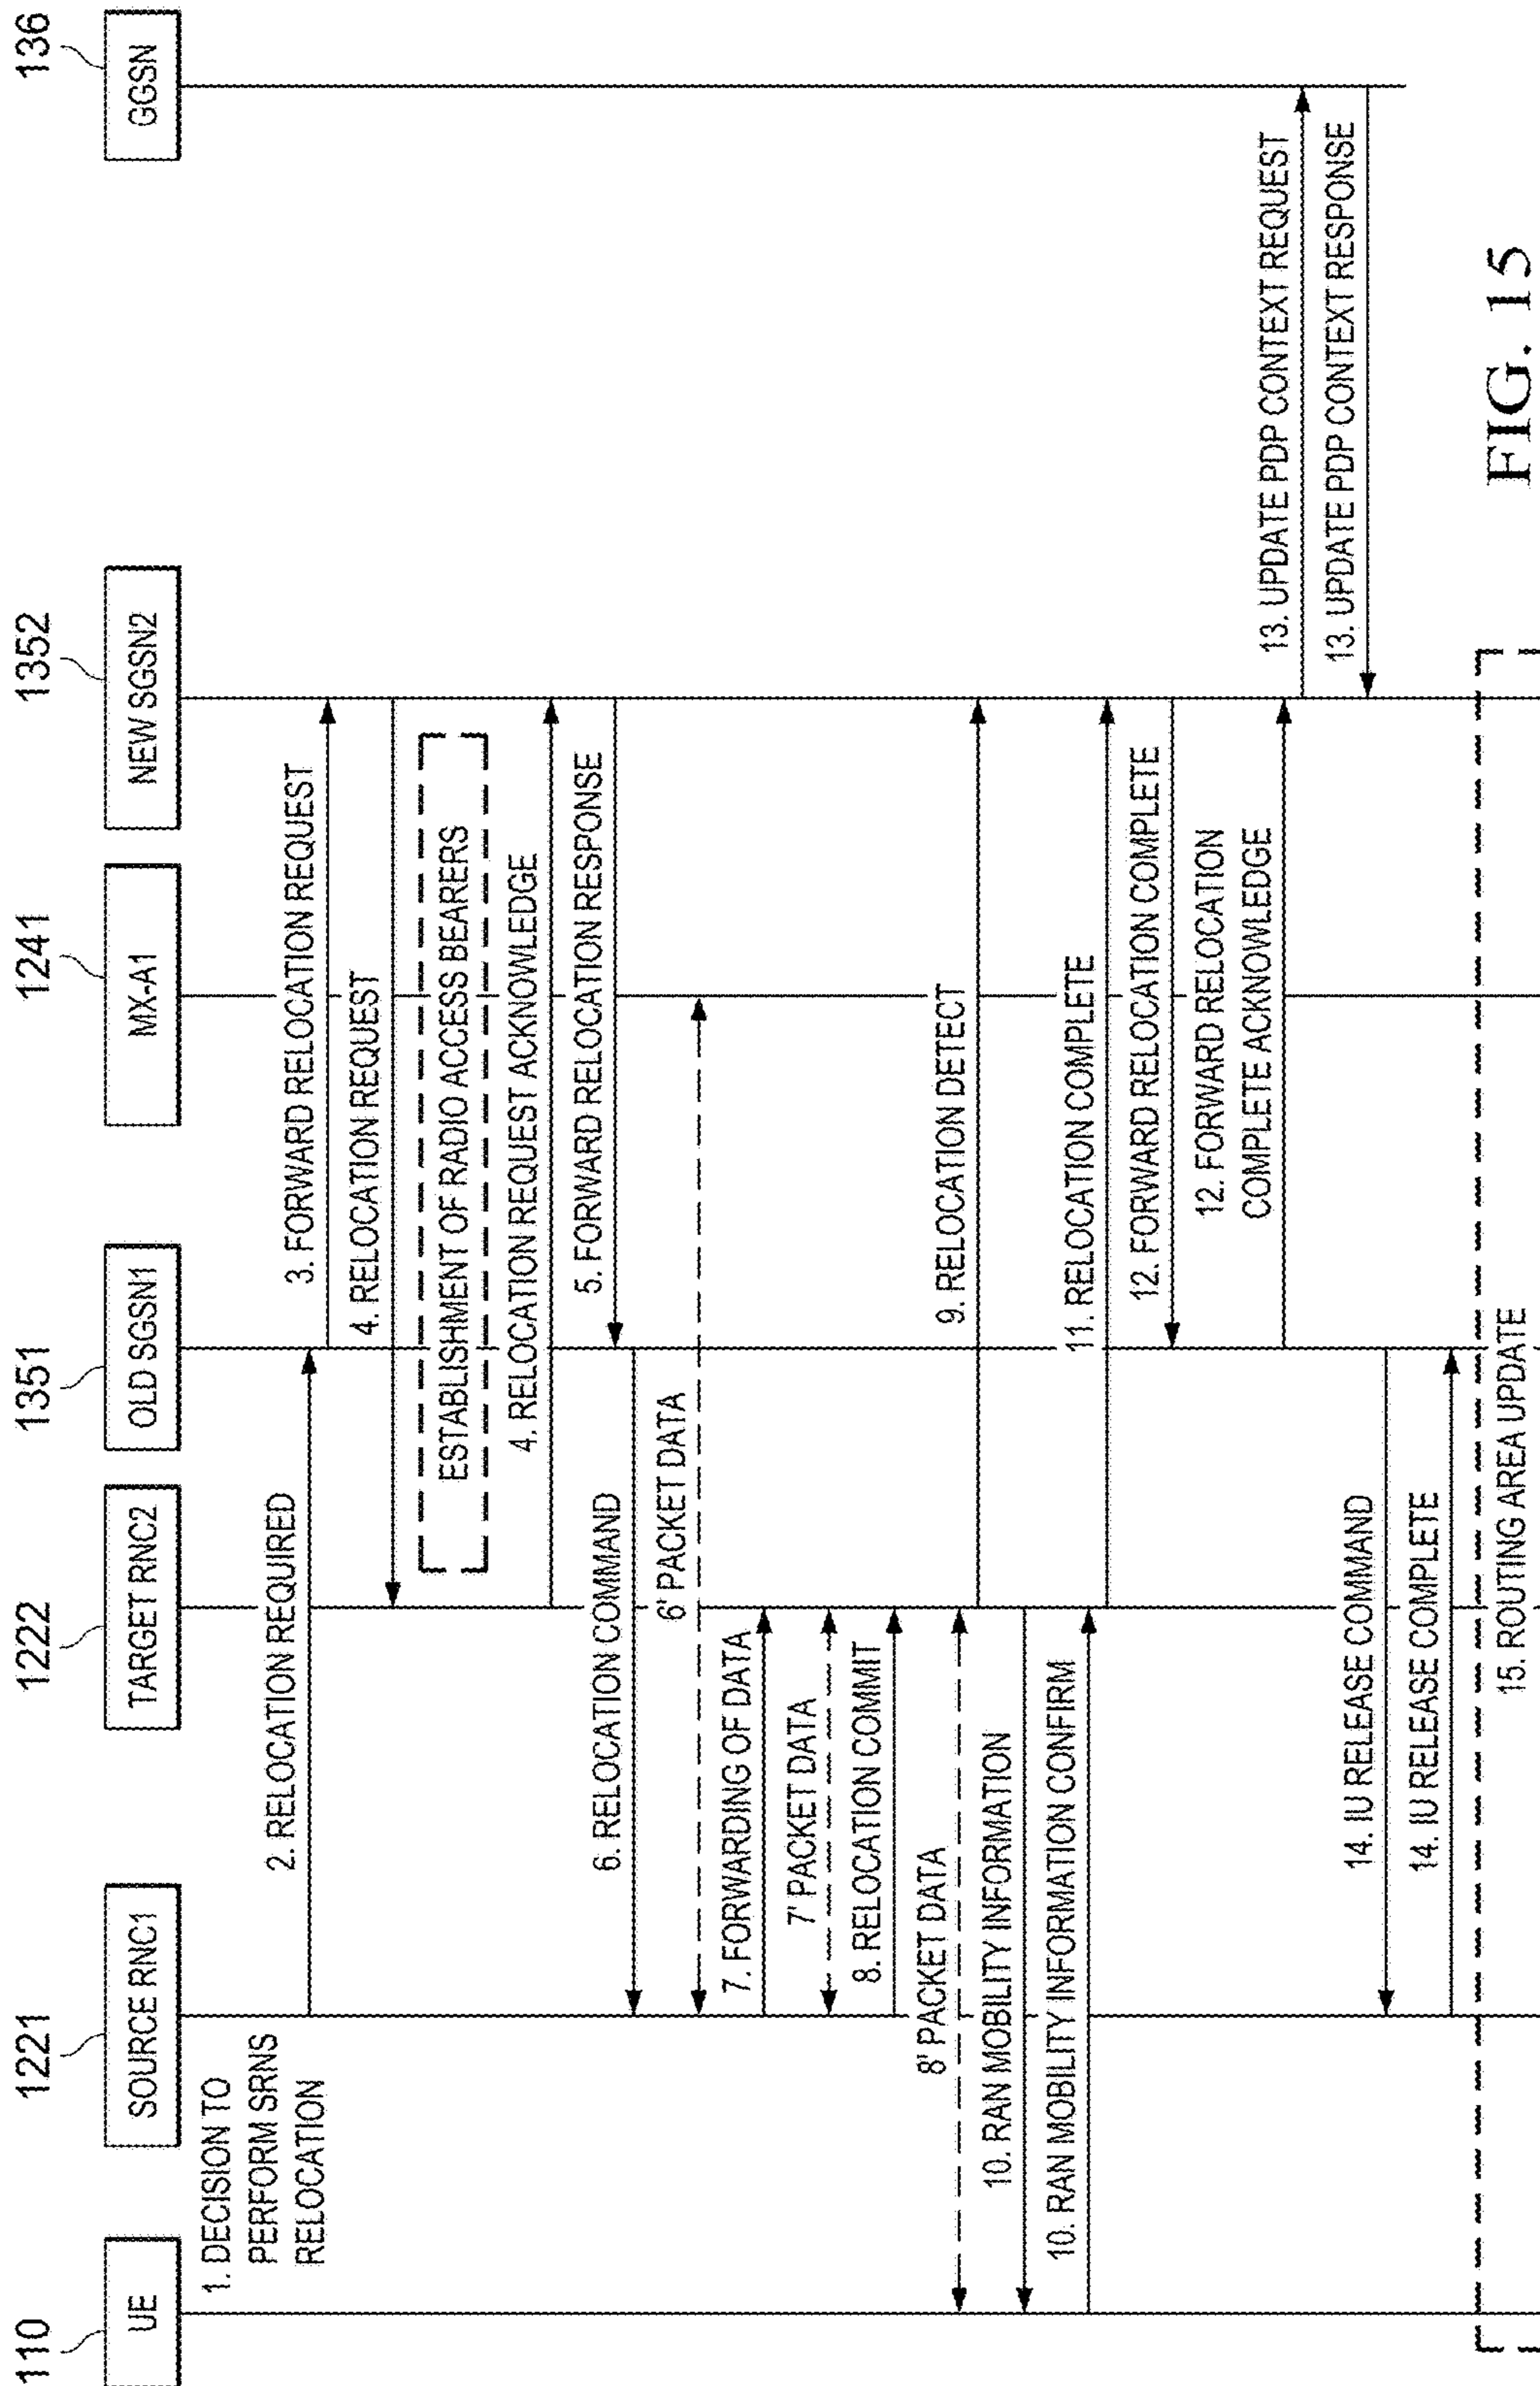 110
1221
1222
1351
1241
1352
136
UE
SOURCE RNC1
TARGET RNC2
OLD SGSN1
MX-A1
NEW SGSN2
GGSN
1. DECISION TO
PERFORM SRNS
RELOCATION
2. RELOCATION REQUIRED
3. FORWARD RELOCATION REQUEST
4. RELOCATION REQUEST
ESTABLISHMENT OF RADIO ACCESS BEARERS
4. RELOCATION REQUEST ACKNOWLEDGE
5. FORWARD RELOCATION RESPONSE
6. RELOCATION COMMAND
6' PACKET DATA
7. FORWARDING OF DATA
7' PACKET DATA
8. RELOCATION COMMIT
8' PACKET DATA
9. RELOCATION DETECT
10. RAN MOBILITY INFORMATION
10. RAN MOBILITY INFORMATION CONFIRM
11. RELOCATION COMPLETE
12. FORWARD RELOCATION COMPLETE
12. FORWARD RELOCATION
COMPLETE ACKNOWLEDGE
13. UPDATE PDP CONTEXT REQUEST
13. UPDATE PDP CONTEXT RESPONSE
14. IU RELEASE COMMAND
14. IU RELEASE COMPLETE
15. ROUTING AREA UPDATE
FIG. 15